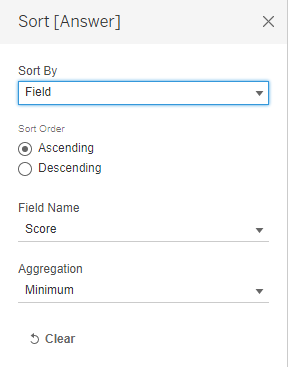 Sort [Answer]
Sort By
Field
Sort Order
Ascending
Descending
Field Name
Score
Aggregation
Minimum
Clear